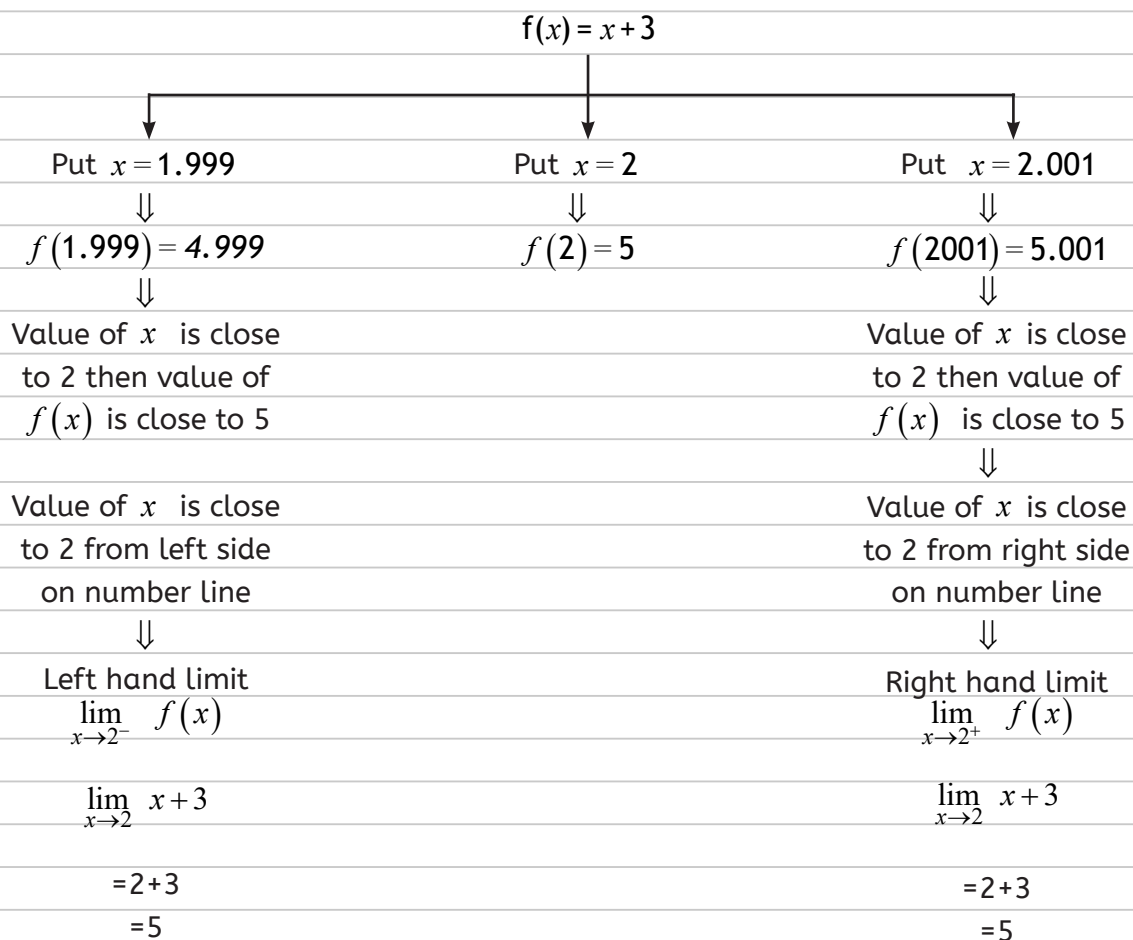 f(x) = x + 3
Put x = 1.999
⇓
f(1.999) = 4.999
⇓
Value of x is close
to 2 then value of
f(x) is close to 5
Value of x is close
to 2 from left side
on number line
⇓
Left hand limit
lim x→2⁻ f(x)
lim x→2 x + 3
=2+3
=5
Put x = 2
⇓
f(2) = 5
Put x = 2.001
⇓
f(2001) = 5.001
⇓
Value of x is close
to 2 then value of
f(x) is close to 5
⇓
Value of x is close
to 2 from right side
on number line
⇓
Right hand limit
lim x→2⁺ f(x)
lim x→2 x + 3
=2+3
=5